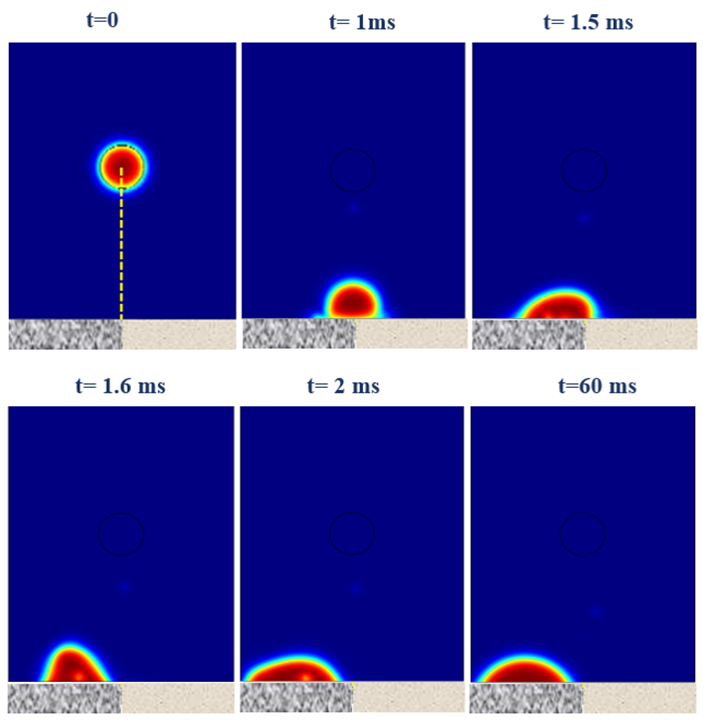 t=0
t= 1ms
t= 1.5 ms
t= 1.6 ms
t= 2 ms
t=60 ms